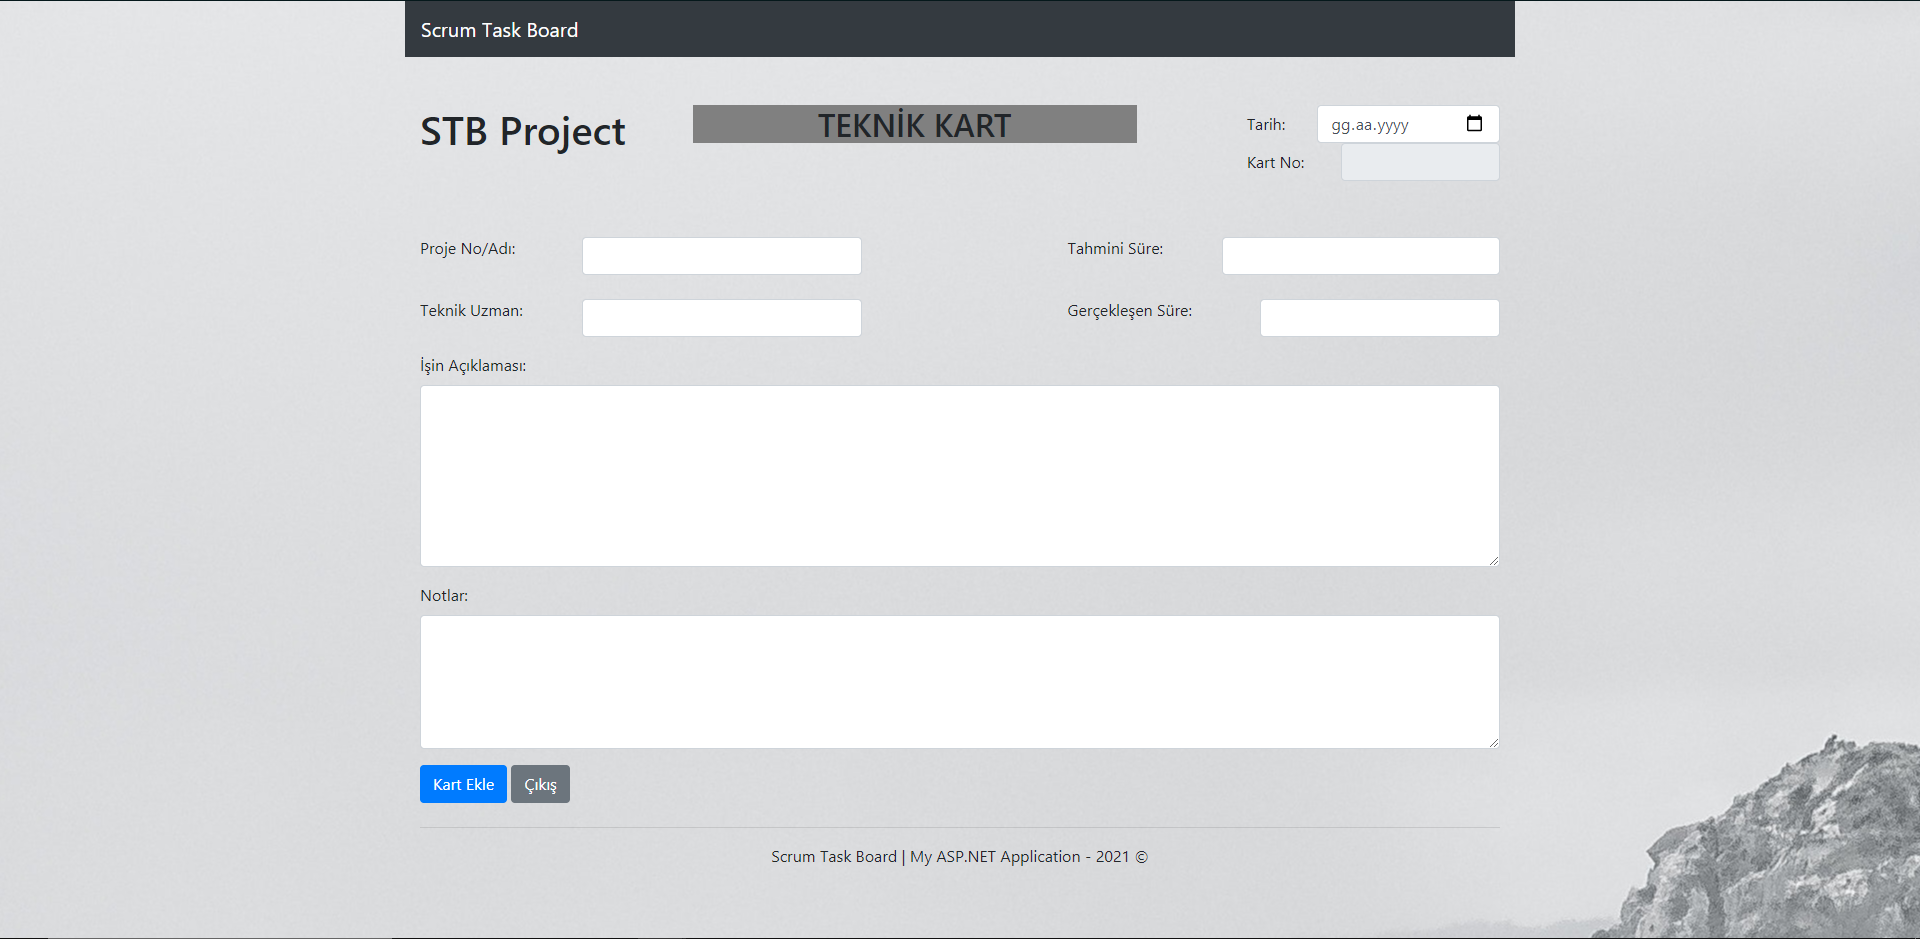 Scrum Task Board
STB Project
TEKNİK KART
Tarih: gg.aa.yyyy
Kart No:
Proje No/Adı:
Tahmini Süre:
Teknik Uzman:
Gerçekleşen Süre:
İşin Açıklaması:
Notlar:
Kart Ekle Çıkış
Scrum Task Board | My ASP.NET Application - 2021 ©